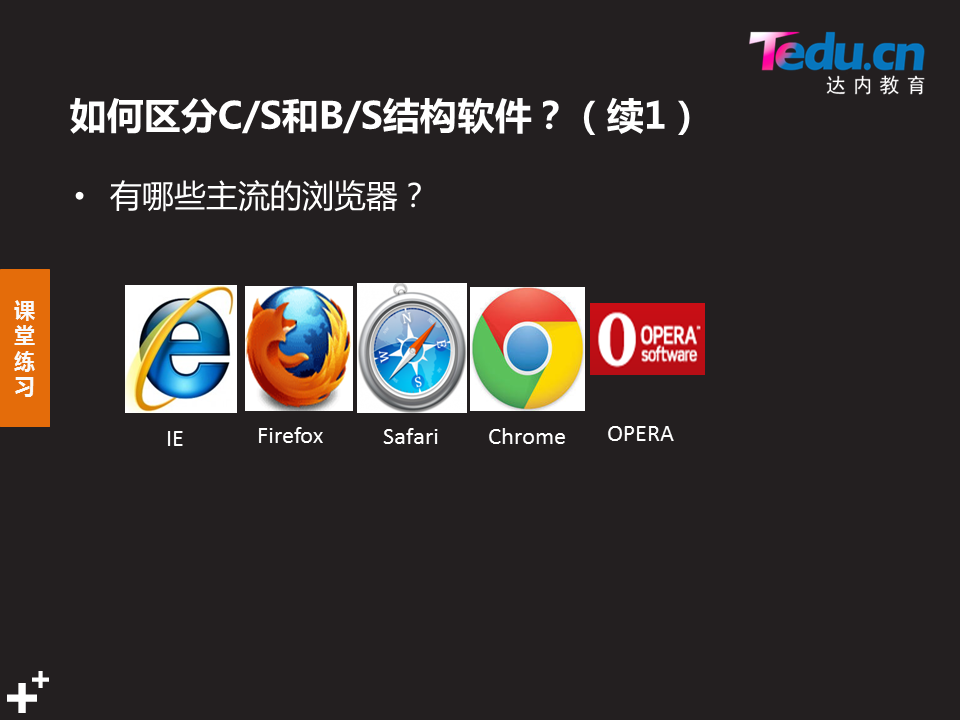 Tedu.cn
达内教育
如何区分C/S和B/S结构软件？（续1）
• 有哪些主流的浏览器？
课堂练习
N
E
S
W
OPERA
software
IE
Firefox
Safari
Chrome
OPERA